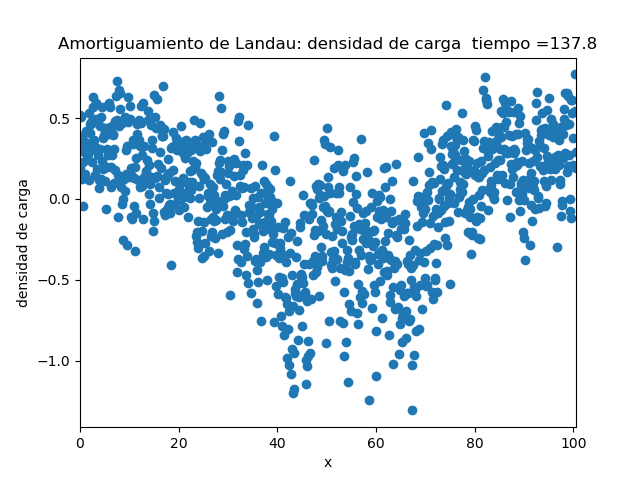 Amortiguamiento de Landau: densidad de carga  tiempo =137.8
densidad de carga
0.5
0.0
−0.5
−1.0
0 20 40 60 80 100
x